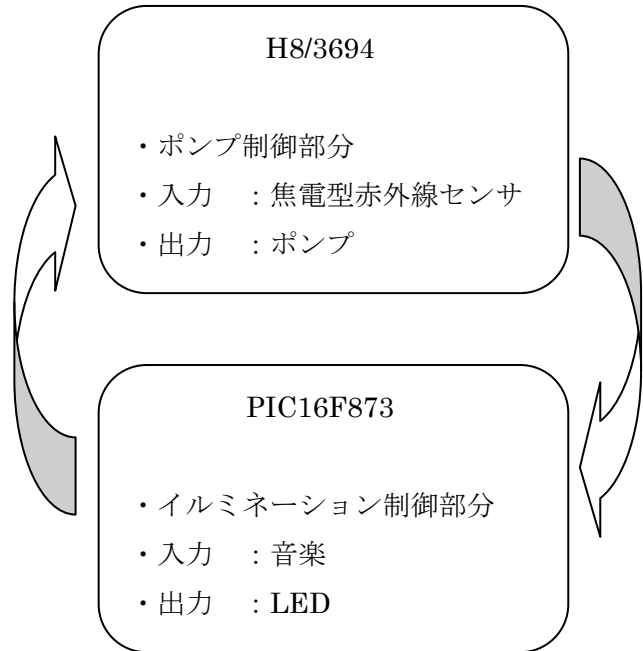 H8/3694
・ポンプ制御部分
・入力　：焦電型赤外線センサ
・出力　：ポンプ
PIC16F873
・イルミネーション制御部分
・入力　：音楽
・出力　：LED